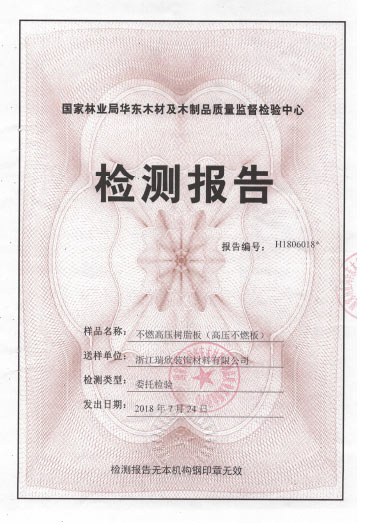 国家林业局华东木材及木制品质量监督检验中心
检测报告
报告编号： H1806018*
样品名称： 不燃高压树脂板（高压不燃板）
送样单位： 浙江瑞欣装饰材料有限公司
检测类型： 委托检验
发出日期： 2018 年 7 月 24 日
检测报告无本机构钢印章无效